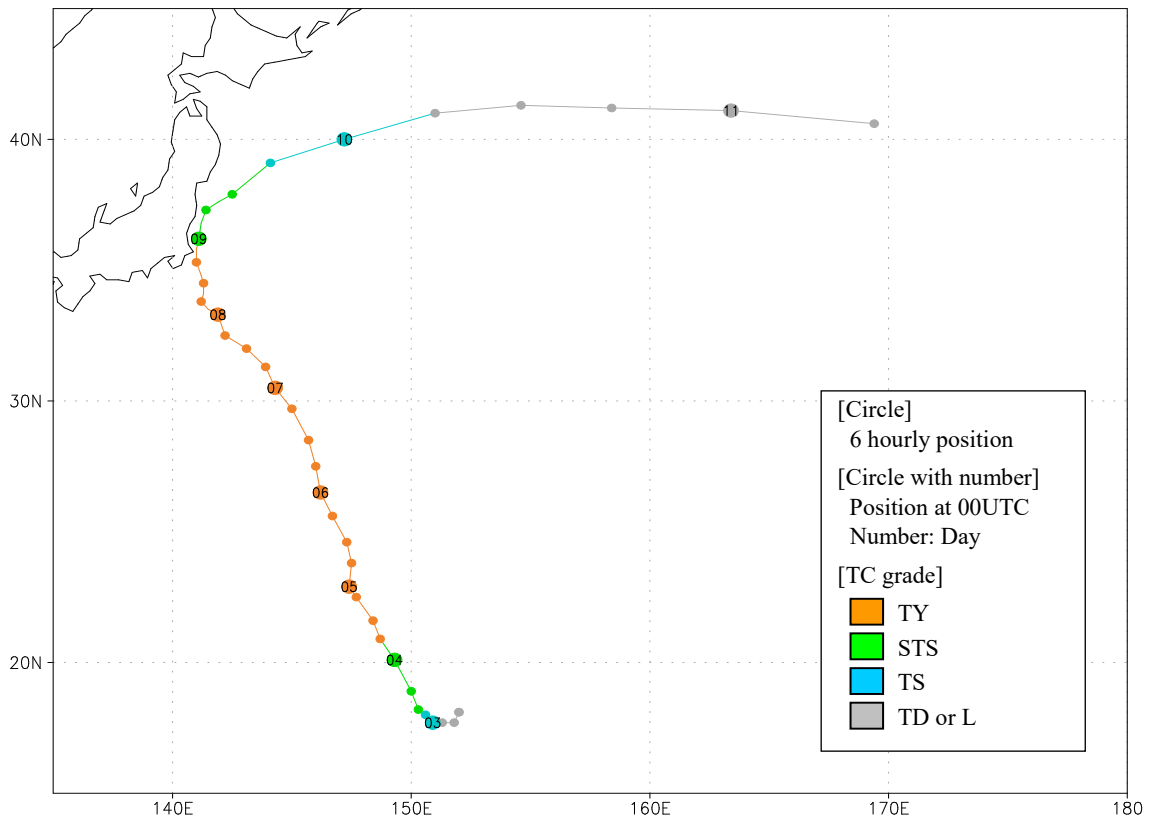 11
10
40N
09
08
07
30N
[Circle]
6 hourly position
[Circle with number]
Position at 00UTC
Number: Day
06
[TC grade]
05
TY
STS
04
20N
TS
TD or L
03
140E 150E 160E 170E 180